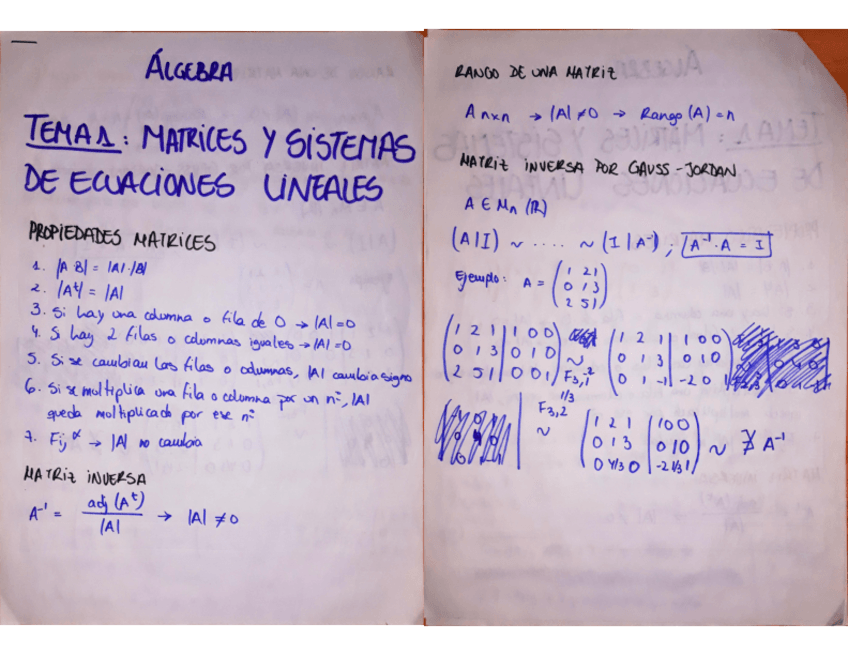 ÁLGEBRA
TEMA 1: MATRICES Y SISTEMAS
DE ECUACIONES LINEALES
PROPIEDADES MATRICES
1. |A·B| = |A|·|B|
2. |Aᵗ| = |A|
3. Si hay una columna o fila de 0 → |A|=0
4. Si hay 2 filas o columnas iguales → |A|=0
5. Si se cambian las filas o columnas, |A| cambia signo
6. Si se multiplica una fila o columna por un nº, |A|
queda multiplicado por ese nº
7. Fi,jᵅ → |A| no cambia
MATRIZ INVERSA
A⁻¹ = adj (Aᵗ) / |A| → |A| ≠ 0
RANGO DE UNA MATRIZ
A n×n → |A| ≠ 0 → Rango (A) = n
MATRIZ INVERSA POR GAUSS-JORDAN
A ∈ Mn (R)
(A|I) ~ .... ~ (I | A⁻¹), A⁻¹ · A = I
Ejemplo: A =
1 2 1
0 1 3
2 5 1
1 2 1 | 1 0 0 1 2 1 | 1 0 0
0 1 3 | 0 1 0 ~ 0 1 3 | 0 1 0
2 5 1 | 0 0 1 F3,1⁻² 0 1 -1 | -2 0 1
1/3
F3,2
~
1 2 1 | 1 0 0
0 1 3 | 0 1 0 ~ ∄ A⁻¹
0 4/3 0 | -2 1/3 1